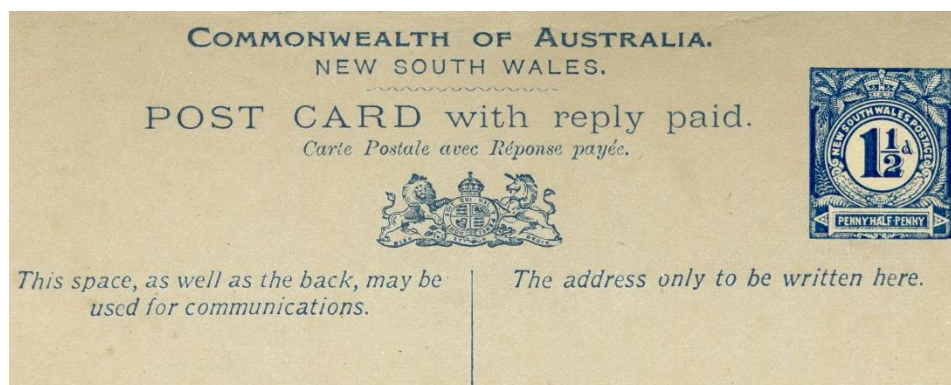 COMMONWEALTH OF AUSTRALIA.
NEW SOUTH WALES.
POST CARD with reply paid.
Carte Postale avec Réponse payée.
NEW SOUTH WALES POSTAGE
1½d
PENNY HALF-PENNY
This space, as well as the back, may be
used for communications.
The address only to be written here.